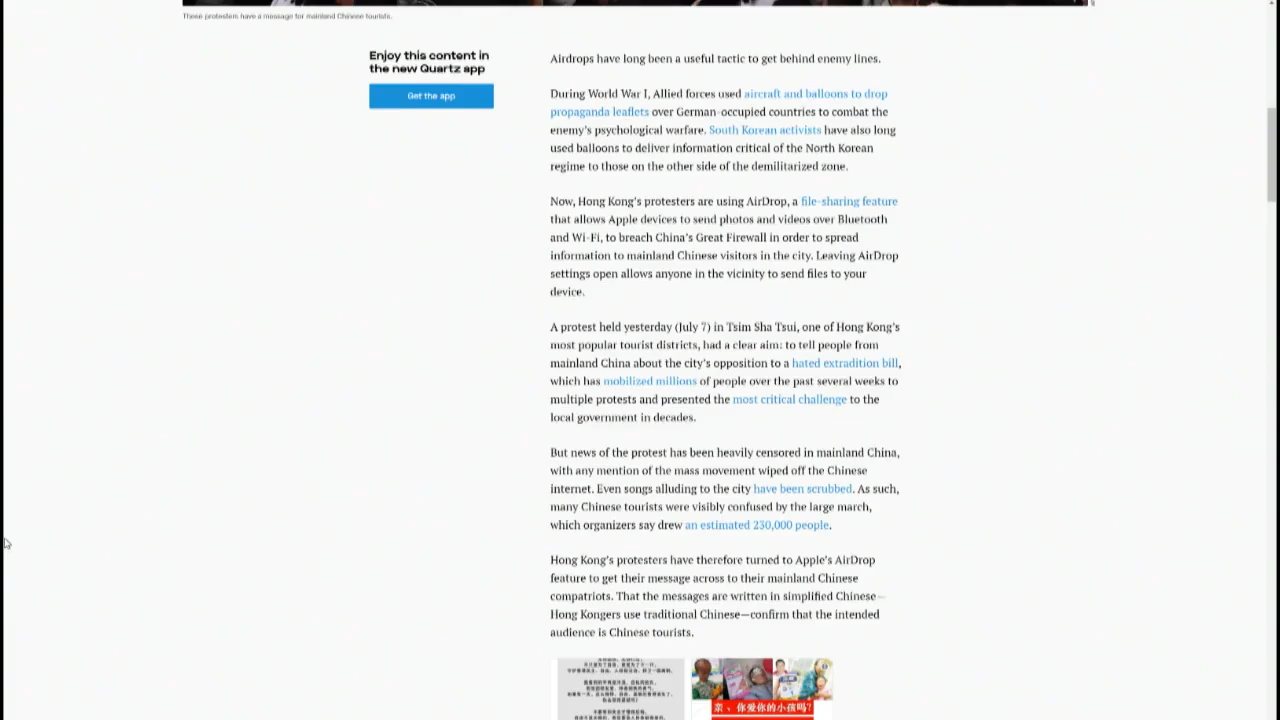 These protesters have a message for mainland Chinese tourists.
Enjoy this content in
the new Quartz app
Get the app
Airdrops have long been a useful tactic to get behind enemy lines.
During World War I, Allied forces used aircraft and balloons to drop
propaganda leaflets over German-occupied countries to combat the
enemy's psychological warfare. South Korean activists have also long
used balloons to deliver information critical of the North Korean
regime to those on the other side of the demilitarized zone.
Now, Hong Kong's protesters are using AirDrop, a file-sharing feature
that allows Apple devices to send photos and videos over Bluetooth
and Wi-Fi, to breach China's Great Firewall in order to spread
information to mainland Chinese visitors in the city. Leaving AirDrop
settings open allows anyone in the vicinity to send files to your
device.
A protest held yesterday (July 7) in Tsim Sha Tsui, one of Hong Kong's
most popular tourist districts, had a clear aim: to tell people from
mainland China about the city's opposition to a hated extradition bill,
which has mobilized millions of people over the past several weeks to
multiple protests and presented the most critical challenge to the
local government in decades.
But news of the protest has been heavily censored in mainland China,
with any mention of the mass movement wiped off the Chinese
internet. Even songs alluding to the city have been scrubbed. As such,
many Chinese tourists were visibly confused by the large march,
which organizers say drew an estimated 230,000 people.
Hong Kong's protesters have therefore turned to Apple's AirDrop
feature to get their message across to their mainland Chinese
compatriots. That the messages are written in simplified Chinese—
Hong Kongers use traditional Chinese—confirm that the intended
audience is Chinese tourists.
亲、你爱你的小孩吗?